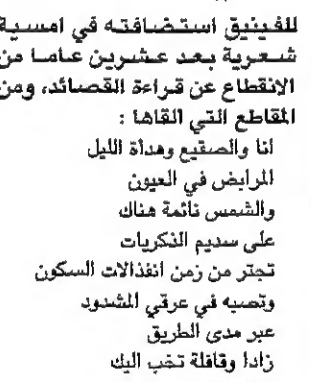 للفينيق استضافته في امسية
شعرية بعد عشرين عاما من
الانقطاع عن قراءة القصائد، ومن
المقاطع التي القاها :
أنا والصقيع وهدأة الليل
المرابض في العيون
والشمس نائمة هناك
على سديم الذكريات
تجتر من زمن انفذالات السكون
وتصبه في عرقي المشدود
عبر مدى الطريق
زادا وقافلة تخب اليك